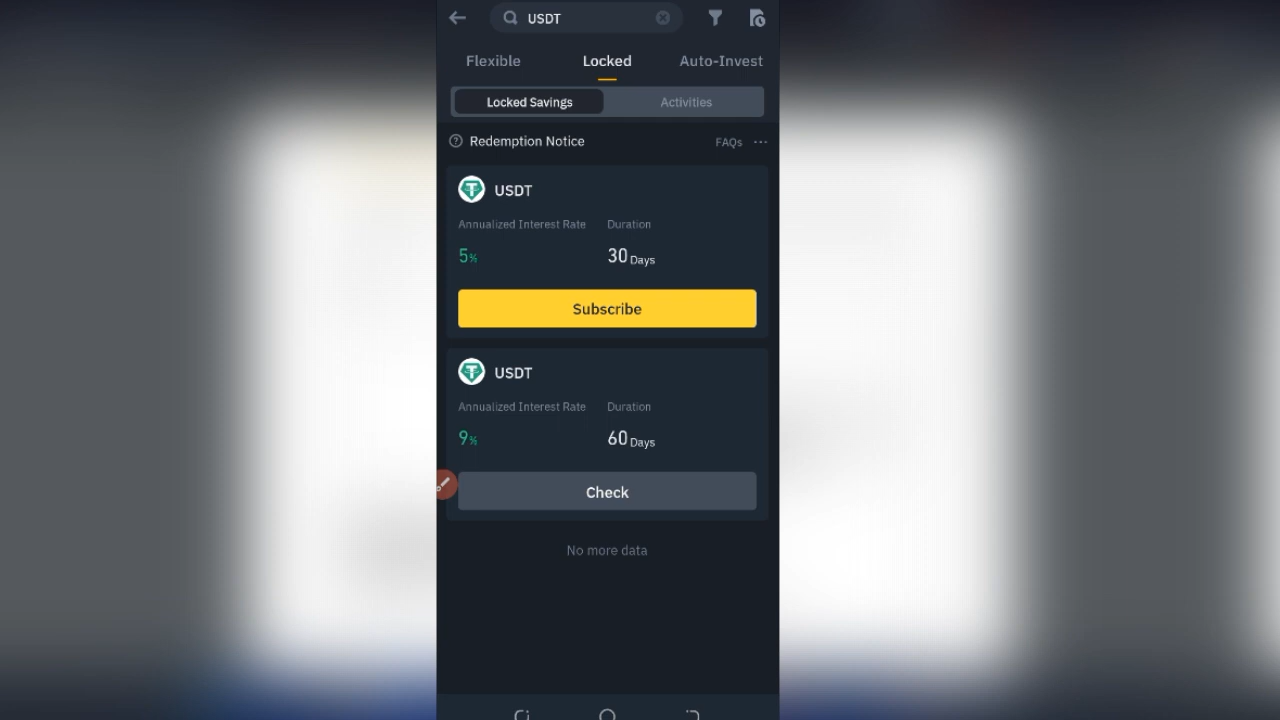 USDT
Flexible Locked Auto-Invest
Locked Savings Activities
Redemption Notice FAQs ...
USDT
Annualized Interest Rate Duration
5% 30 Days
Subscribe
USDT
Annualized Interest Rate Duration
9% 60 Days
Check
No more data